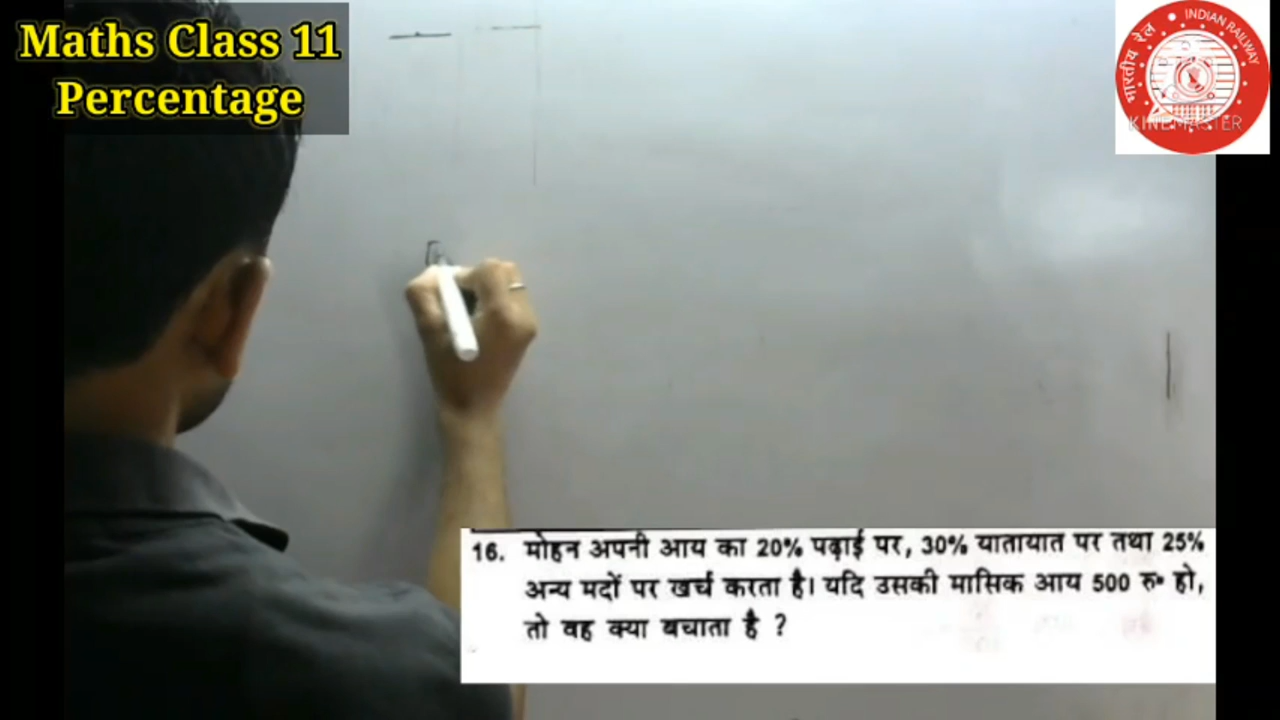 Maths Class 11
Percentage
भारतीय रेल INDIAN RAILWAY
KINEMASTER
16. मोहन अपनी आय का 20% पढ़ाई पर, 30% यातायात पर तथा 25%
अन्य मदों पर खर्च करता है। यदि उसकी मासिक आय 500 रु॰ हो,
तो वह क्या बचाता है ?